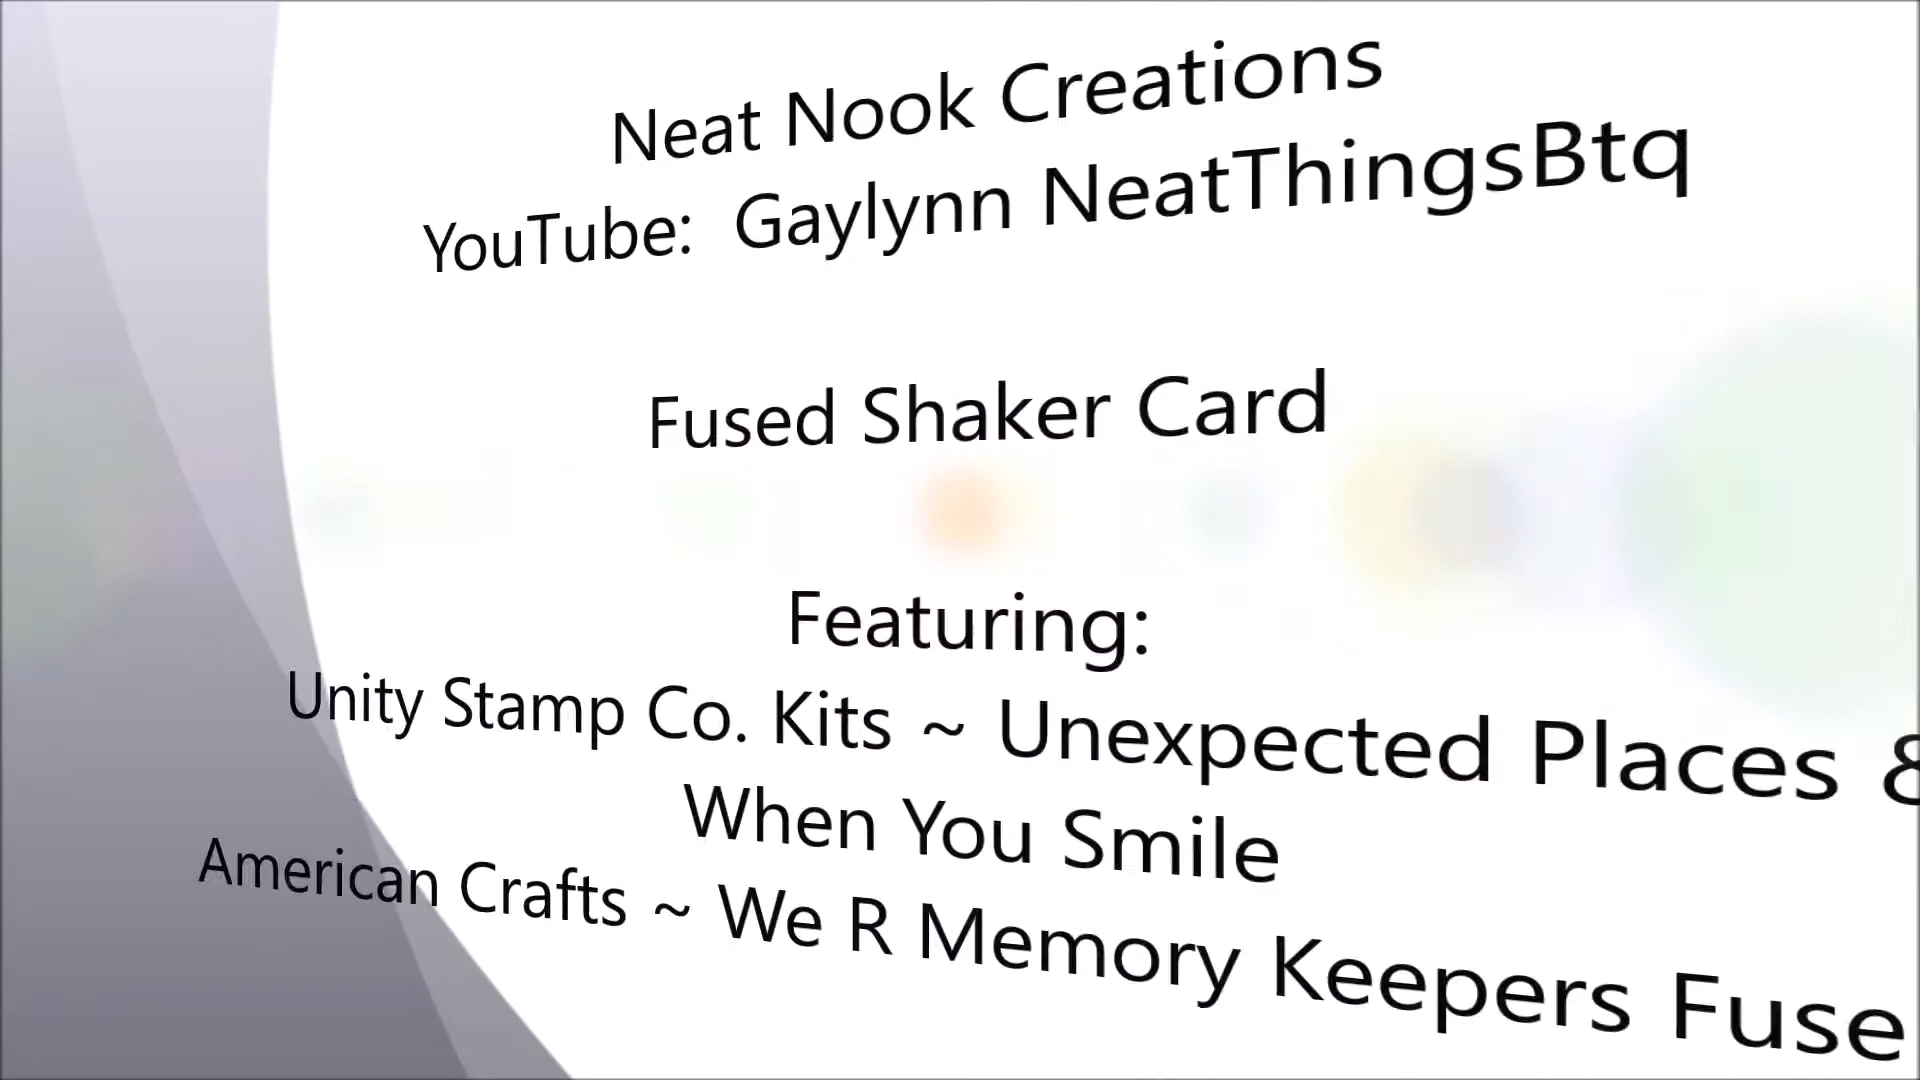 Neat Nook Creations
YouTube:  Gaylynn NeatThingsBtq
Fused Shaker Card
Featuring:
Unity Stamp Co. Kits ~ Unexpected Places &
When You Smile
American Crafts ~ We R Memory Keepers Fuse